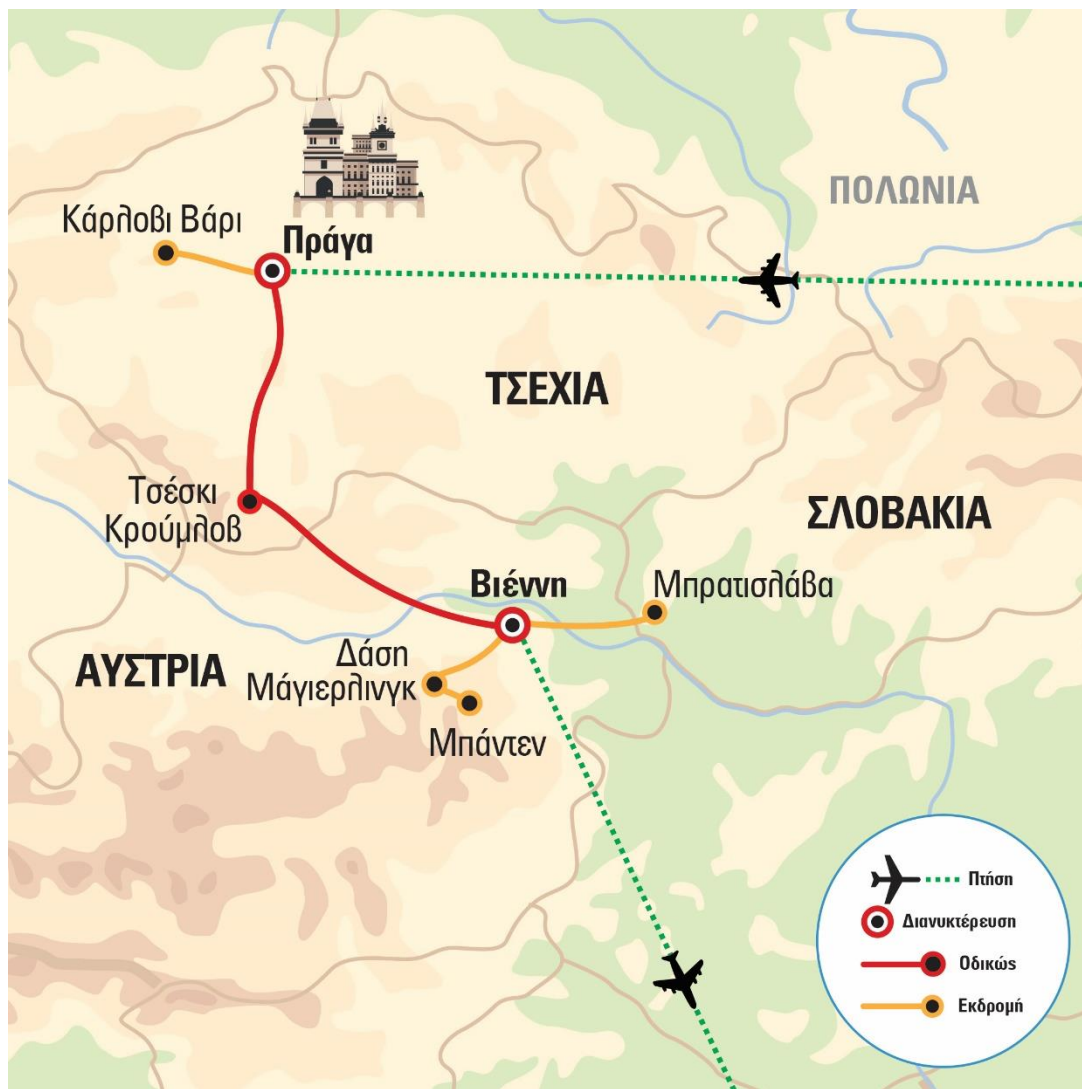 ΠΟΛΩΝΙΑ
Κάρλοβι Βάρι
Πράγα
ΤΣΕΧΙΑ
Τσέσκι
Κρούμλοβ
ΣΛΟΒΑΚΙΑ
Βιέννη
Μπρατισλάβα
ΑΥΣΤΡΙΑ
Δάση
Μάγιερλινγκ
Μπάντεν
Πτήση
Διανυκτέρευση
Οδικώς
Εκδρομή